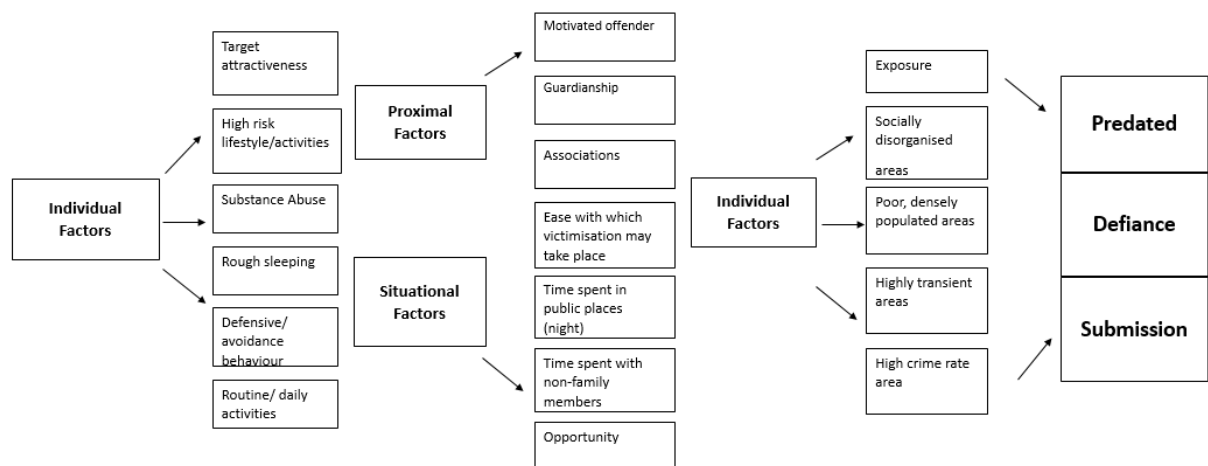 Individual
Factors
Target
attractiveness
High risk
lifestyle/activities
Substance Abuse
Rough sleeping
Defensive/
avoidance
behaviour
Routine/ daily
activities
Proximal
Factors
Situational
Factors
Motivated offender
Guardianship
Associations
Ease with which
victimisation may
take place
Time spent in
public places
(night)
Time spent with
non-family
members
Opportunity
Individual
Factors
Exposure
Socially
disorganised
areas
Poor, densely
populated areas
Highly transient
areas
High crime rate
area
Predated
Defiance
Submission